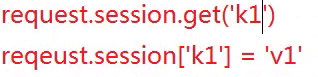 request.session.get('k1')
reqeust.session['k1'] = 'v1'